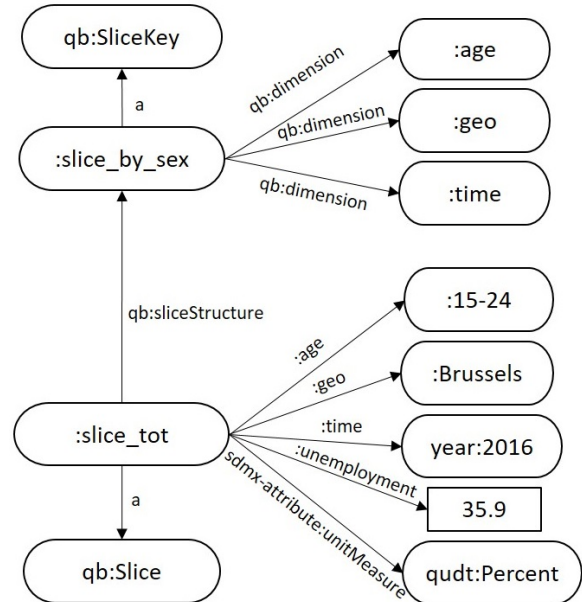 qb:SliceKey
a
:slice_by_sex
qb:dimension
:age
qb:dimension
:geo
qb:dimension
:time
qb:sliceStructure
:slice_tot
a
qb:Slice
:age
:15-24
:geo
:Brussels
:time
year:2016
:unemployment
35.9
sdmx-attribute:unitMeasure
qudt:Percent